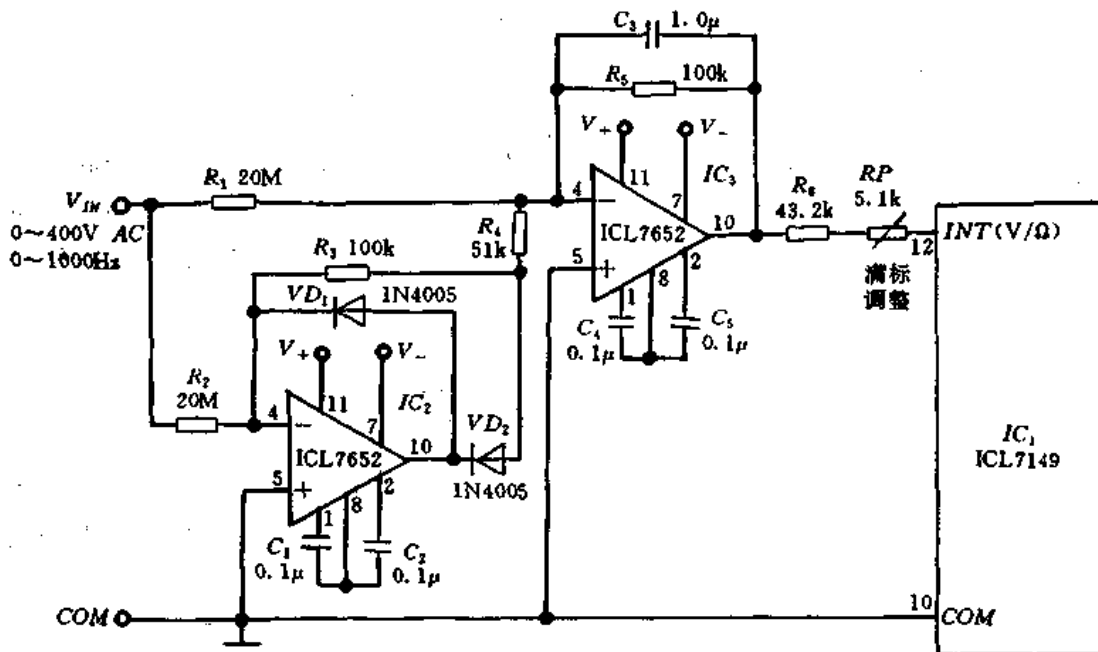 C₃ 1.0μ
R₅ 100k
V₊ V₋
11 IC₃
7
R₁ 20M
4 − ICL7652 10
5 + 8 2
1
R₆
43.2k
RP
5.1k
12 INT(V/Ω)
满标
调整
V_IN
0～400V AC
0～1000Hz
R₄
51k
R₃ 100k
VD₁ 1N4005
C₄
0.1μ
C₅
0.1μ
V₊ V₋
R₂
20M
11 IC₂
7
4 − ICL7652 10
VD₂
1N4005
5 + 8 2
1
C₁
0.1μ
C₂
0.1μ
IC₁
ICL7149
COM
10 COM